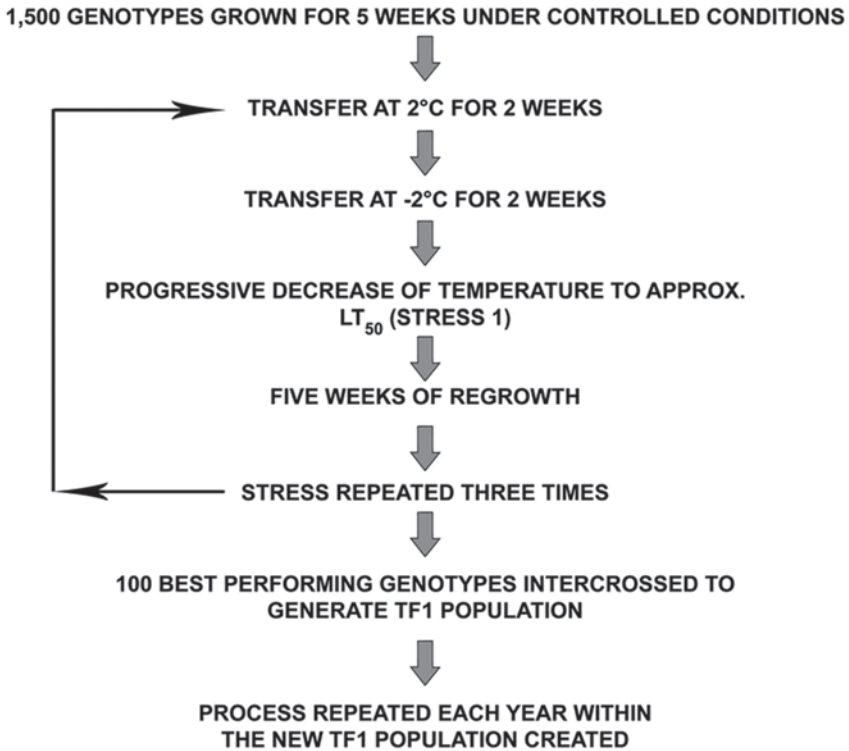 1,500 GENOTYPES GROWN FOR 5 WEEKS UNDER CONTROLLED CONDITIONS
TRANSFER AT 2°C FOR 2 WEEKS
TRANSFER AT -2°C FOR 2 WEEKS
PROGRESSIVE DECREASE OF TEMPERATURE TO APPROX.
LT50 (STRESS 1)
FIVE WEEKS OF REGROWTH
STRESS REPEATED THREE TIMES
100 BEST PERFORMING GENOTYPES INTERCROSSED TO
GENERATE TF1 POPULATION
PROCESS REPEATED EACH YEAR WITHIN
THE NEW TF1 POPULATION CREATED